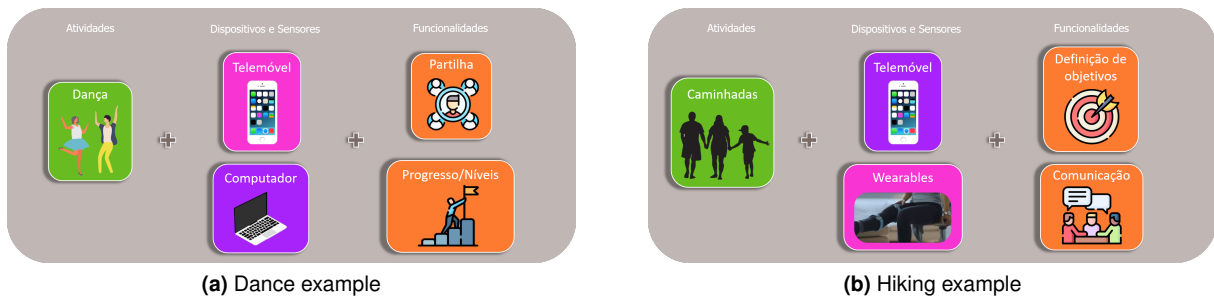 Atividades
Dispositivos e Sensores
Funcionalidades
Dança
Telemóvel
Computador
Partilha
Progresso/Níveis
(a) Dance example
Atividades
Dispositivos e Sensores
Funcionalidades
Caminhadas
Telemóvel
Wearables
Definição de
objetivos
Comunicação
(b) Hiking example